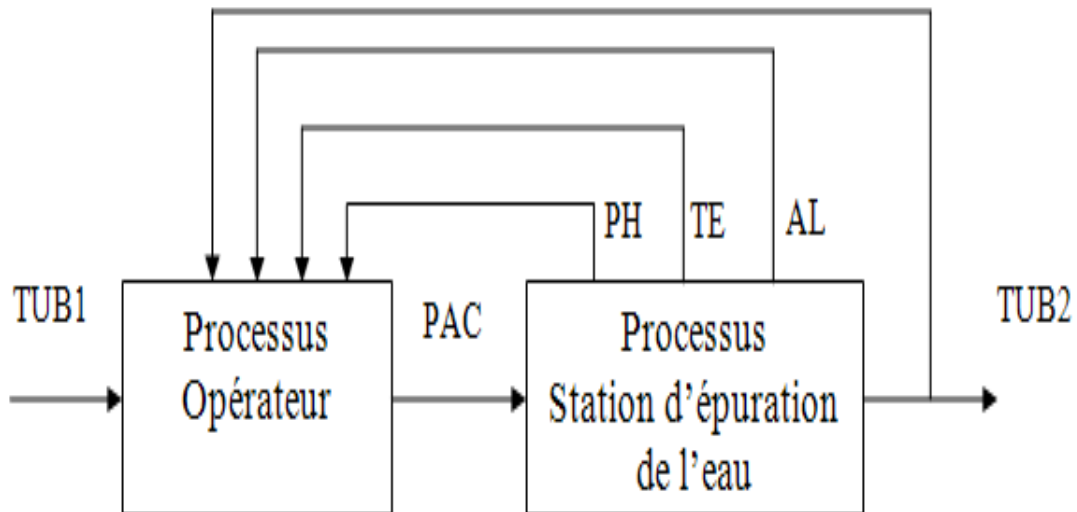 PH
TE
AL
TUB1
Processus
Opérateur
PAC
Processus
Station d'épuration
de l'eau
TUB2